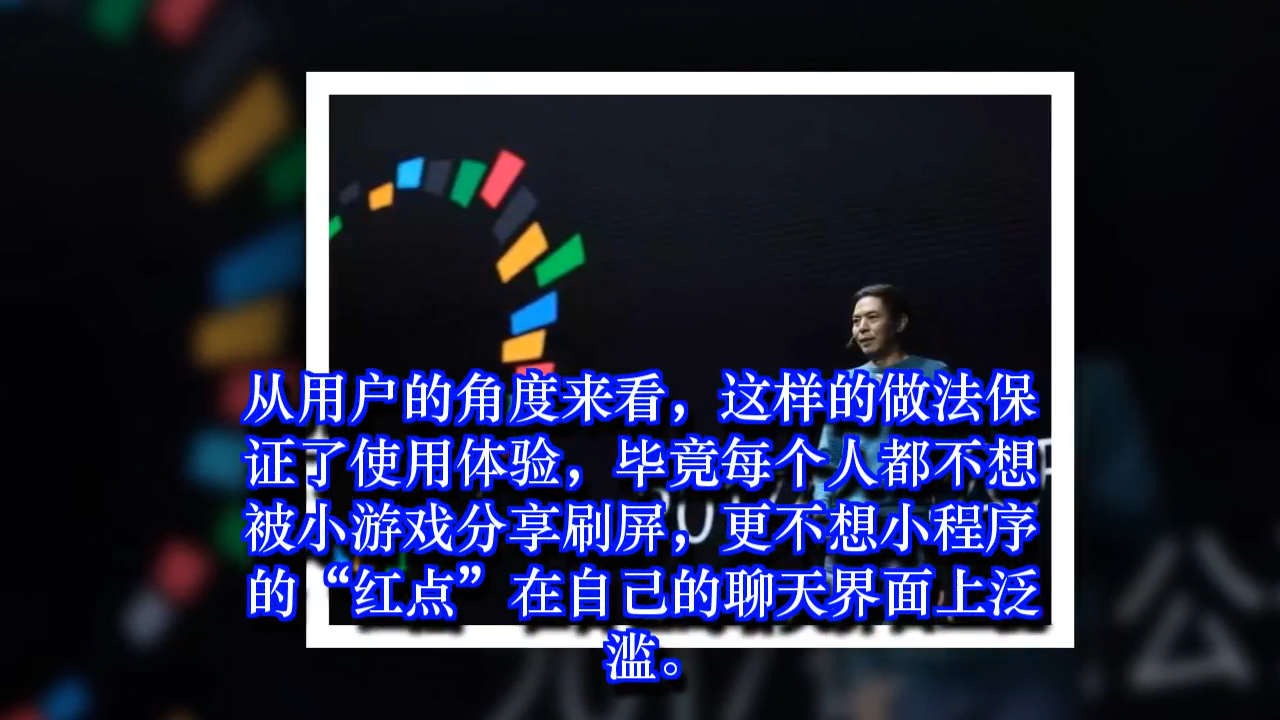 从用户的角度来看，这样的做法保
证了使用体验，毕竟每个人都不想
被小游戏分享刷屏，更不想小程序
的“红点”在自己的聊天界面上泛
滥。